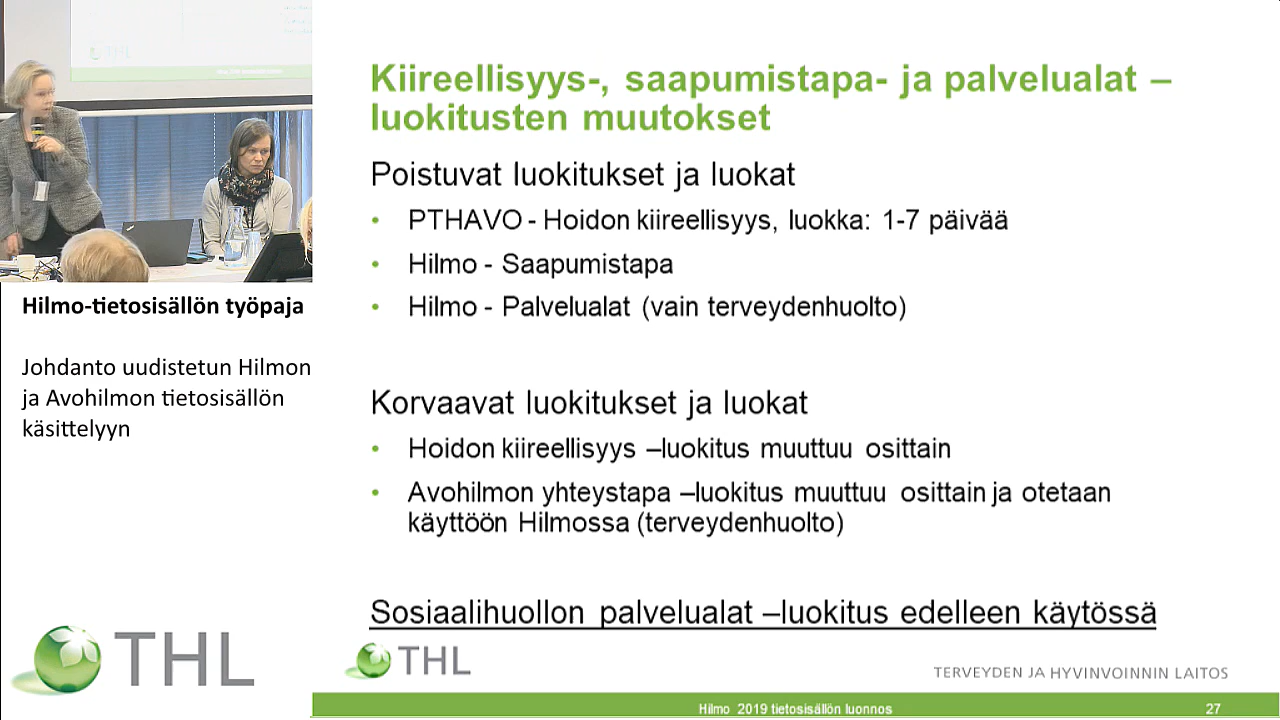 Hilmo-tietosisällön työpaja
Johdanto uudistetun Hilmon
ja Avohilmon tietosisällön
käsittelyyn
THL
Kiireellisyys-, saapumistapa- ja palvelualat –
luokitusten muutokset
Poistuvat luokitukset ja luokat
• PTHAVO - Hoidon kiireellisyys, luokka: 1-7 päivää
• Hilmo - Saapumistapa
• Hilmo - Palvelualat (vain terveydenhuolto)
Korvaavat luokitukset ja luokat
• Hoidon kiireellisyys –luokitus muuttuu osittain
• Avohilmon yhteystapa –luokitus muuttuu osittain ja otetaan
käyttöön Hilmossa (terveydenhuolto)
Sosiaalihuollon palvelualat –luokitus edelleen käytössä
THL
TERVEYDEN JA HYVINVOINNIN LAITOS
Hilmo 2019 tietosisällön luonnos
27